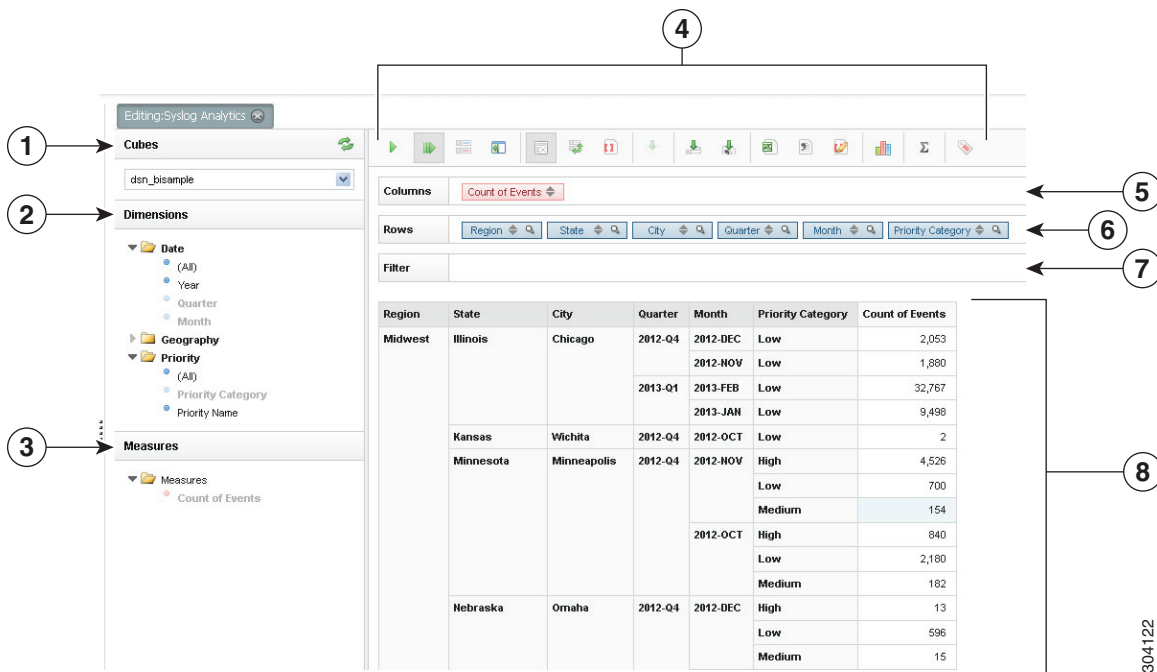 4
Editing:Syslog Analytics
1
Cubes
dsn_bisample
2
Dimensions
Date
(All)
Year
Quarter
Month
Geography
Priority
(All)
Priority Category
Priority Name
3
Measures
Measures
Count of Events
Σ
Columns
Count of Events
5
Rows
Region State City Quarter Month Priority Category
6
Filter
7
Region State City Quarter Month Priority Category Count of Events
Midwest Illinois Chicago 2012-Q4 2012-DEC Low 2,053
2012-NOV Low 1,880
2013-Q1 2013-FEB Low 32,767
2013-JAN Low 9,498
Kansas Wichita 2012-Q4 2012-OCT Low 2
Minnesota Minneapolis 2012-Q4 2012-NOV High 4,526
Low 700
Medium 154
2012-OCT High 840
Low 2,180
Medium 182
Nebraska Omaha 2012-Q4 2012-DEC High 13
Low 596
Medium 15
8
304122